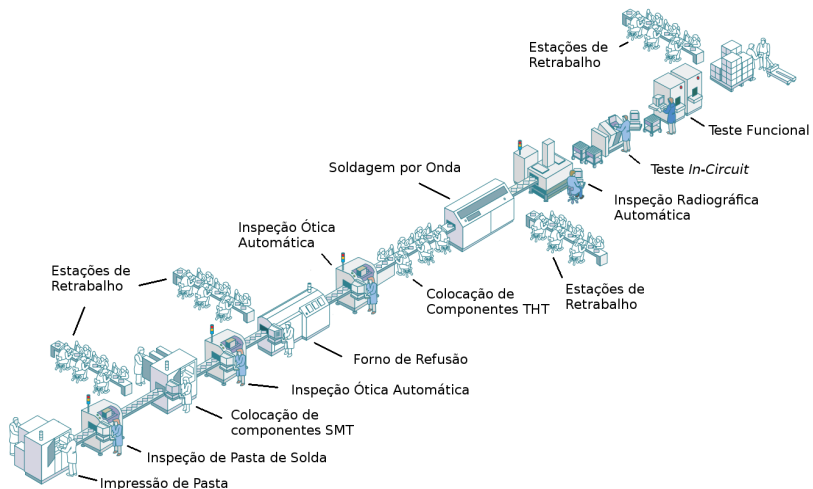 Estações de
Retrabalho
Teste Funcional
Teste In-Circuit
Soldagem por Onda
Inspeção Radiográfica
Automática
Inspeção Ótica
Automática
Estações de
Retrabalho
Estações de
Retrabalho
Colocação de
Componentes THT
Forno de Refusão
Inspeção Ótica Automática
Colocação de
componentes SMT
Inspeção de Pasta de Solda
Impressão de Pasta